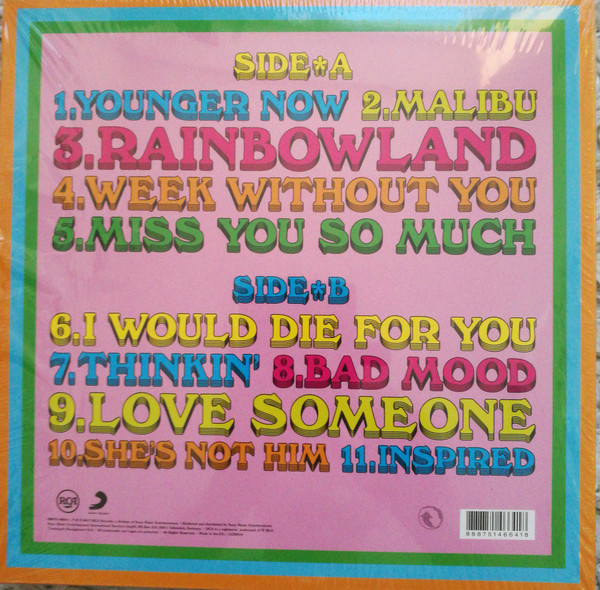 SIDE*A
1.YOUNGER NOW 2.MALIBU
3.RAINBOWLAND
4.WEEK WITHOUT YOU
5.MISS YOU SO MUCH
SIDE*B
6.I WOULD DIE FOR YOU
7.THINKIN' 8.BAD MOOD
9.LOVE SOMEONE
10.SHE'S NOT HIM 11.INSPIRED
RCA